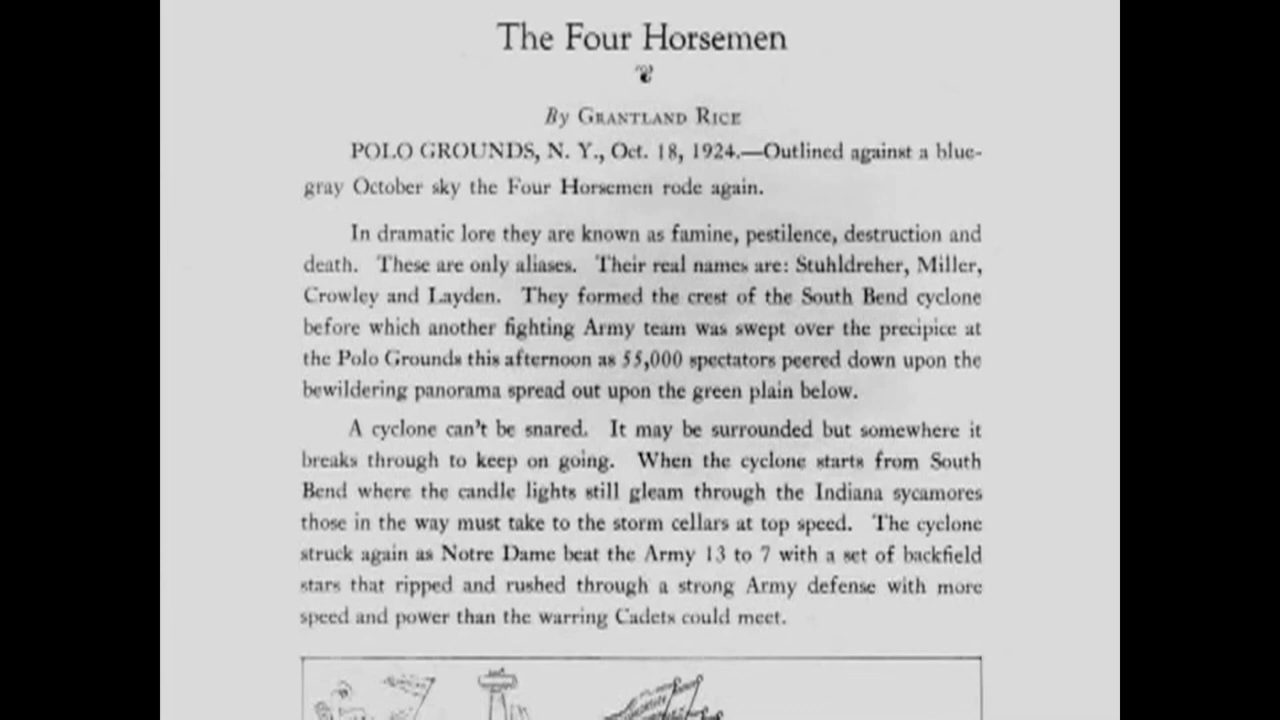 The Four Horsemen
By GRANTLAND RICE
POLO GROUNDS, N. Y., Oct. 18, 1924.—Outlined against a blue-
gray October sky the Four Horsemen rode again.
In dramatic lore they are known as famine, pestilence, destruction and
death. These are only aliases. Their real names are: Stuhldreher, Miller,
Crowley and Layden. They formed the crest of the South Bend cyclone
before which another fighting Army team was swept over the precipice at
the Polo Grounds this afternoon as 55,000 spectators peered down upon the
bewildering panorama spread out upon the green plain below.
A cyclone can't be snared. It may be surrounded but somewhere it
breaks through to keep on going. When the cyclone starts from South
Bend where the candle lights still gleam through the Indiana sycamores
those in the way must take to the storm cellars at top speed. The cyclone
struck again as Notre Dame beat the Army 13 to 7 with a set of backfield
stars that ripped and rushed through a strong Army defense with more
speed and power than the warring Cadets could meet.